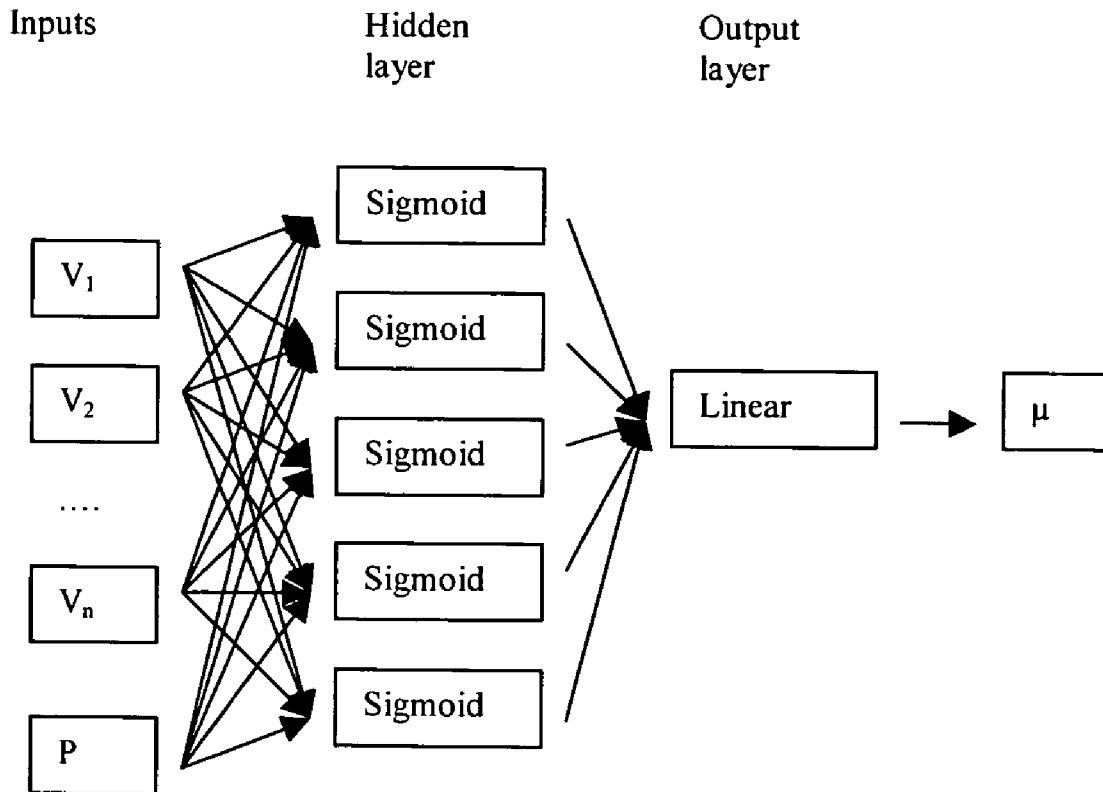 Inputs
Hidden
layer
Output
layer
V₁
V₂
....
Vₙ
P
Sigmoid
Sigmoid
Sigmoid
Sigmoid
Sigmoid
Linear
μ